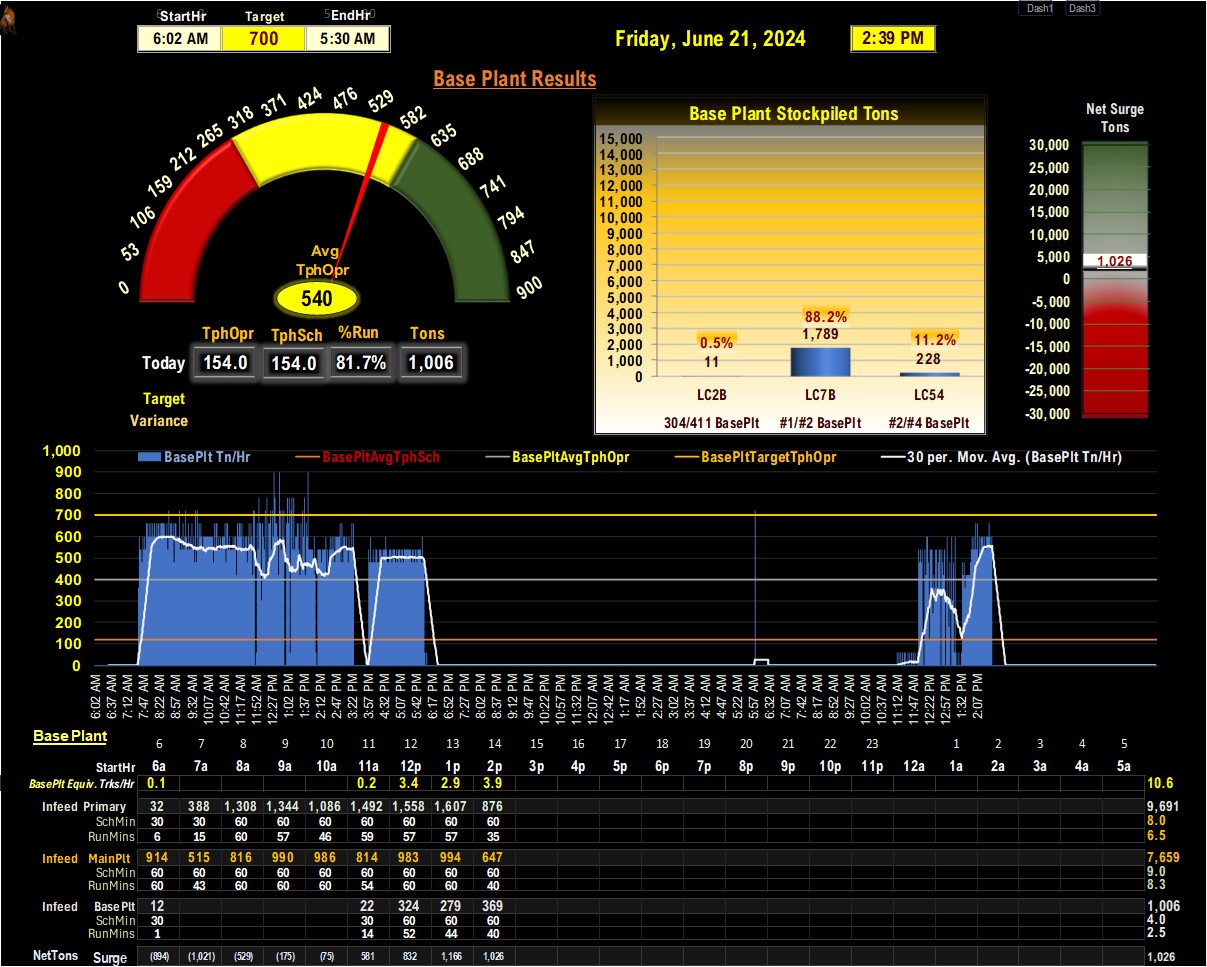 Dash1 Dash3
StartHr Target EndHr
6:02 AM 700 5:30 AM
Friday, June 21, 2024 2:39 PM
Base Plant Results
0 53 106 159 212 265 318 371 424 476 529 582 635 688 741 794 847 900
Avg
TphOpr
540
TphOpr TphSch %Run Tons
Today 154.0 154.0 81.7% 1,006
Target
Variance
Base Plant Stockpiled Tons
15,000
14,000
13,000
12,000
11,000
10,000
9,000
8,000
7,000
6,000
5,000
4,000
3,000
2,000
1,000
0
0.5% 88.2% 11.2%
11 1,789 228
LC2B LC7B LC54
304/411 BasePlt #1/#2 BasePlt #2/#4 BasePlt
Net Surge
Tons
30,000
25,000
20,000
15,000
10,000
5,000
0
-5,000
-10,000
-15,000
-20,000
-25,000
-30,000
1,026
BasePlt Tn/Hr BasePltAvgTphSch BasePltAvgTphOpr BasePltTargetTphOpr 30 per. Mov. Avg. (BasePlt Tn/Hr)
1,000
900
800
700
600
500
400
300
200
100
0
6:02 AM 6:37 AM 7:12 AM 7:47 AM 8:22 AM 8:57 AM 9:32 AM 10:07 AM 10:42 AM 11:17 AM 11:52 AM 12:27 PM 1:02 PM 1:37 PM 2:12 PM 2:47 PM 3:22 PM 3:57 PM 4:32 PM 5:07 PM 5:42 PM 6:17 PM 6:52 PM 7:27 PM 8:02 PM 8:37 PM 9:12 PM 9:47 PM 10:22 PM 10:57 PM 11:32 PM 12:07 AM 12:42 AM 1:17 AM 1:52 AM 2:27 AM 3:02 AM 3:37 AM 4:12 AM 4:47 AM 5:22 AM 5:57 AM 6:32 AM 7:07 AM 7:42 AM 8:17 AM 8:52 AM 9:27 AM 10:02 AM 10:37 AM 11:12 AM 11:47 AM 12:22 PM 12:57 PM 1:32 PM 2:07 PM
Base Plant
6 7 8 9 10 11 12 13 14 15 16 17 18 19 20 21 22 23 1 2 3 4 5
StartHr 6a 7a 8a 9a 10a 11a 12p 1p 2p 3p 4p 5p 6p 7p 8p 9p 10p 11p 12a 1a 2a 3a 4a 5a
BasePlt Equiv. Trks/Hr 0.1 0.2 3.4 2.9 3.9 10.6
Infeed Primary 32 388 1,308 1,344 1,086 1,492 1,558 1,607 876 9,691
SchMin 30 30 60 60 60 60 60 60 60 8.0
RunMins 6 15 60 57 46 59 57 57 35 6.5
Infeed MainPlt 914 515 816 990 986 814 983 994 647 7,659
SchMin 60 60 60 60 60 60 60 60 60 9.0
RunMins 60 43 60 60 60 54 60 60 40 8.3
Infeed BasePlt 12 22 324 279 369 1,006
SchMin 30 30 60 60 60 4.0
RunMins 1 14 52 44 40 2.5
NetTons Surge (894) (1,021) (529) (175) (75) 581 832 1,166 1,026 1,026